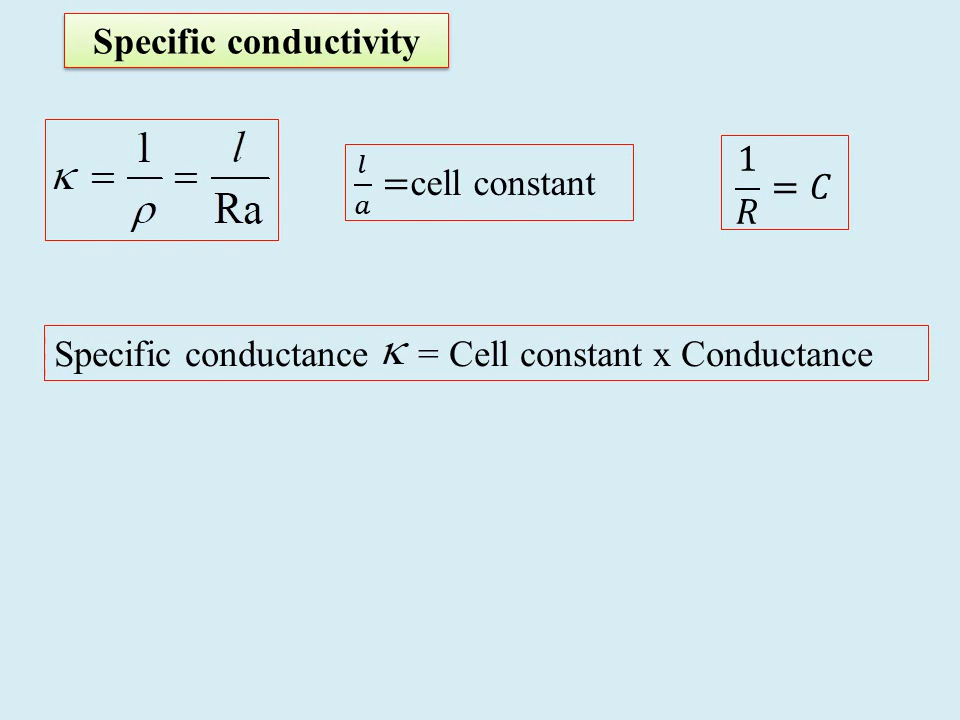 Specific conductivity
κ = 1/ρ = l/Ra
l/a =cell constant
1/R = C
Specific conductance κ = Cell constant x Conductance